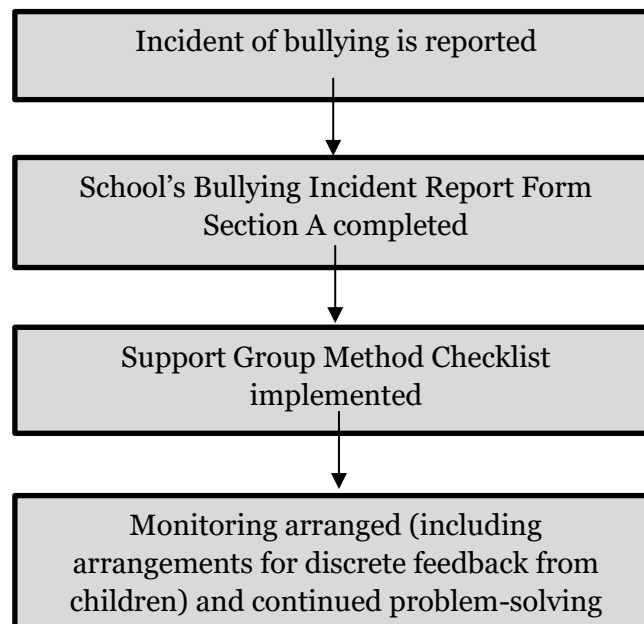 Incident of bullying is reported
School’s Bullying Incident Report Form
Section A completed
Support Group Method Checklist
implemented
Monitoring arranged (including
arrangements for discrete feedback from
children) and continued problem-solving